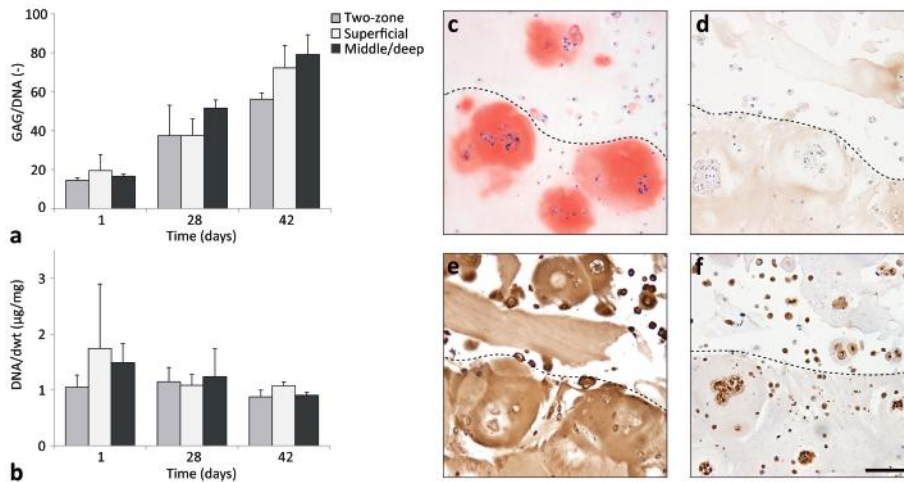 100
80
60
40
20
0
GAG/DNA (-)
Two-zone
Superficial
Middle/deep
1 28 42
Time (days)
a
3
2
1
0
DNA/dwt (µg/mg)
1 28 42
Time (days)
b
c
d
e
f